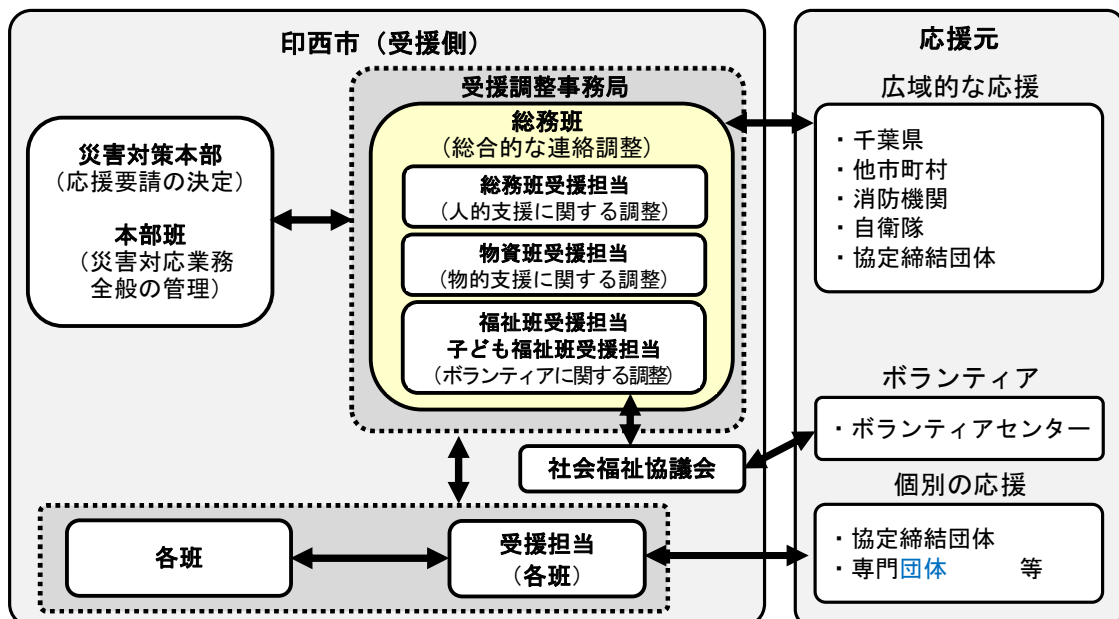 印西市（受援側）
災害対策本部
（応援要請の決定）
本部班
（災害対応業務
全般の管理）
受援調整事務局
総務班
（総合的な連絡調整）
総務班受援担当
（人的支援に関する調整）
物資班受援担当
（物的支援に関する調整）
福祉班受援担当
子ども福祉班受援担当
（ボランティアに関する調整）
社会福祉協議会
各班
受援担当
（各班）
応援元
広域的な応援
・千葉県
・他市町村
・消防機関
・自衛隊
・協定締結団体
ボランティア
・ボランティアセンター
個別の応援
・協定締結団体
・専門団体　　　等